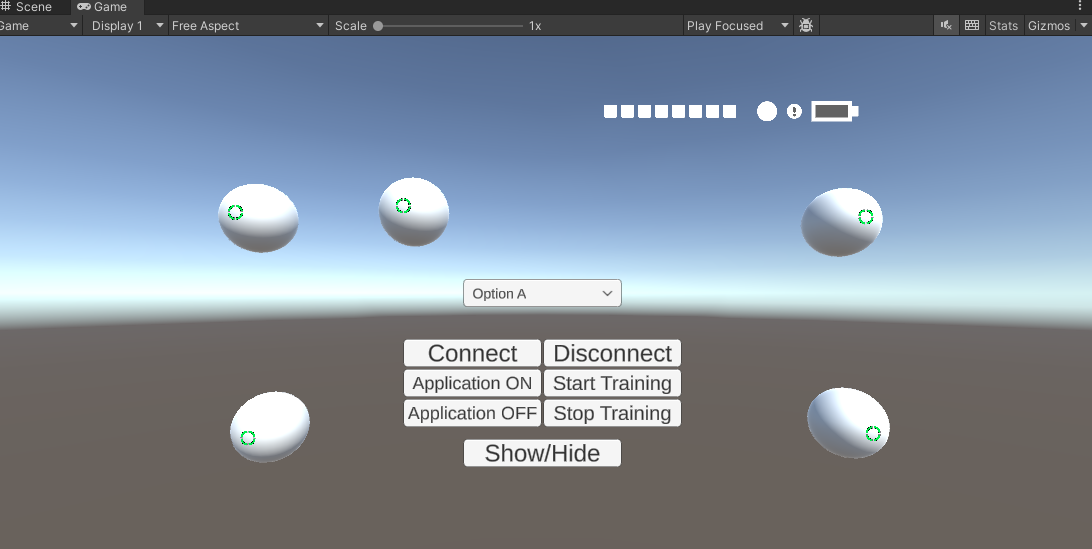 Scene Game
Game Display 1 Free Aspect Scale 1x Play Focused Stats Gizmos
Option A
Connect Disconnect
Application ON Start Training
Application OFF Stop Training
Show/Hide